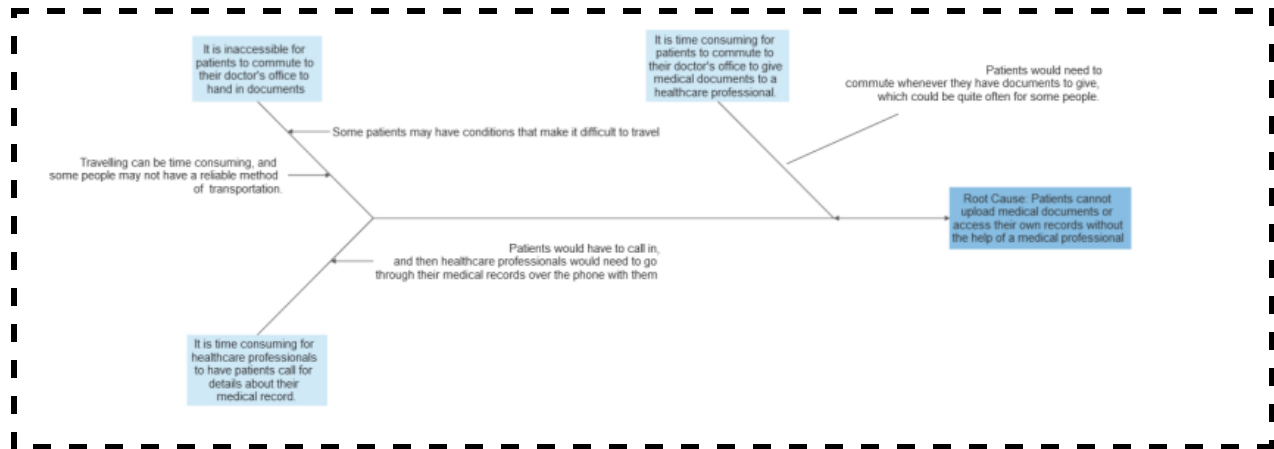 It is inaccessible for
patients to commute to
their doctor's office to
hand in documents
It is time consuming for
patients to commute to
their doctor's office to give
medical documents to a
healthcare professional.
Patients would need to
commute whenever they have documents to give,
which could be quite often for some people.
Some patients may have conditions that make it difficult to travel
Travelling can be time consuming, and
some people may not have a reliable method
of transportation.
Root Cause: Patients cannot
upload medical documents or
access their own records without
the help of a medical professional
Patients would have to call in,
and then healthcare professionals would need to go
through their medical records over the phone with them
It is time consuming for
healthcare professionals
to have patients call for
details about their
medical record.